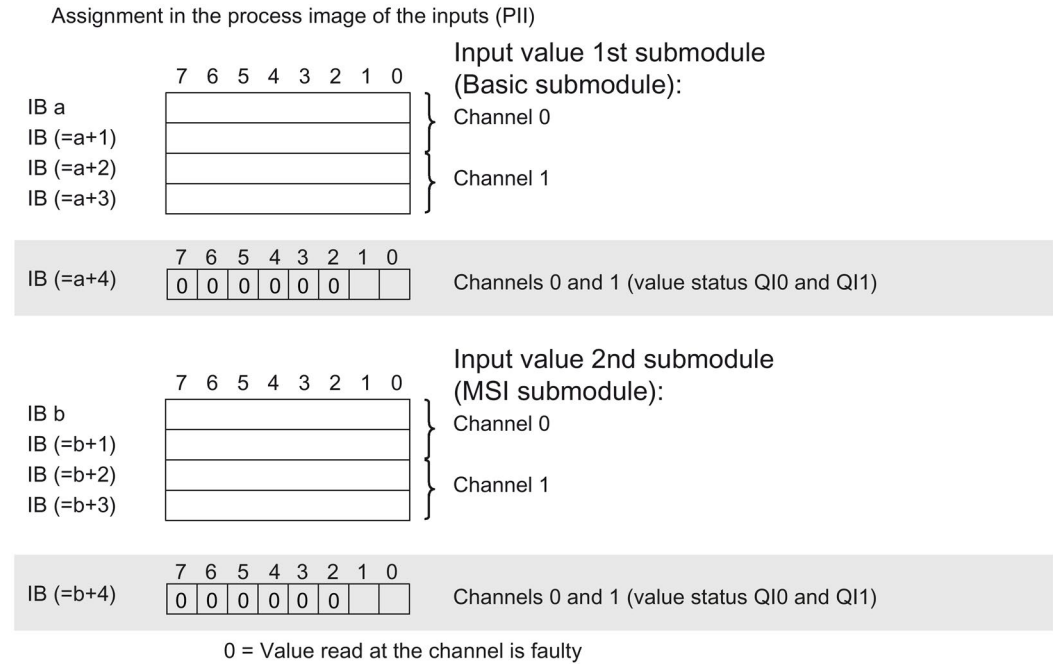 Assignment in the process image of the inputs (PII)
Input value 1st submodule
7 6 5 4 3 2 1 0 (Basic submodule):
IB a Channel 0
IB (=a+1)
IB (=a+2) Channel 1
IB (=a+3)
7 6 5 4 3 2 1 0
IB (=a+4) 0 0 0 0 0 0 Channels 0 and 1 (value status QI0 and QI1)
Input value 2nd submodule
7 6 5 4 3 2 1 0 (MSI submodule):
IB b Channel 0
IB (=b+1)
IB (=b+2) Channel 1
IB (=b+3)
7 6 5 4 3 2 1 0
IB (=b+4) 0 0 0 0 0 0 Channels 0 and 1 (value status QI0 and QI1)
0 = Value read at the channel is faulty